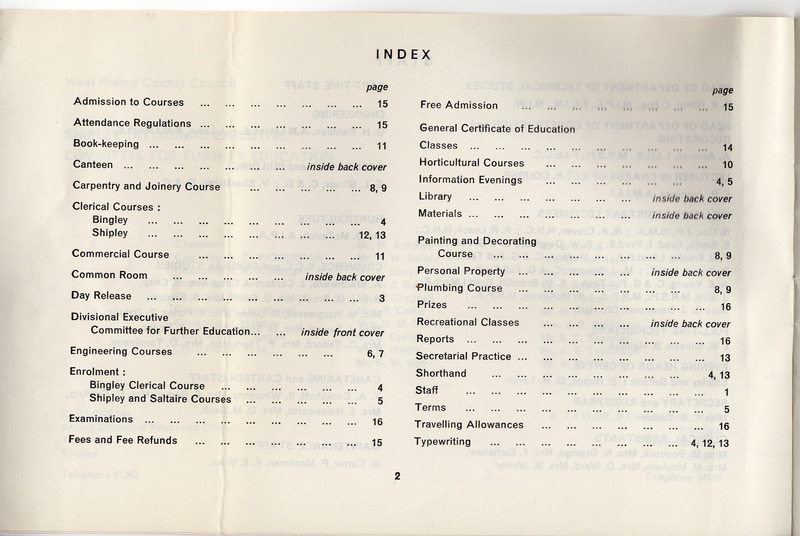 INDEX
page
Admission to Courses ... ... ... ... ... ... ... 15
Attendance Regulations ... ... ... ... ... ... ... 15
Book-keeping ... ... ... ... ... ... ... ... 11
Canteen ... ... ... ... ... ... inside back cover
Carpentry and Joinery Course ... ... ... ... ... 8, 9
Clerical Courses :
Bingley ... ... ... ... ... ... ... ... 4
Shipley ... ... ... ... ... ... ... 12, 13
Commercial Course ... ... ... ... ... ... 11
Common Room ... ... ... ... inside back cover
Day Release ... ... ... ... ... ... ... ... 3
Divisional Executive
Committee for Further Education... ... inside front cover
Engineering Courses ... ... ... ... ... ... 6, 7
Enrolment :
Bingley Clerical Course ... ... ... ... ... 4
Shipley and Saltaire Courses ... ... ... ... 5
Examinations ... ... ... ... ... ... ... ... 16
Fees and Fee Refunds ... ... ... ... ... ... 15
page
Free Admission ... ... ... ... ... ... ... 15
General Certificate of Education
Classes ... ... ... ... ... ... ... ... 14
Horticultural Courses ... ... ... ... ... ... 10
Information Evenings ... ... ... ... ... ... 4, 5
Library ... ... ... ... ... inside back cover
Materials ... ... ... ... ... inside back cover
Painting and Decorating
Course ... ... ... ... ... ... ... 8, 9
Personal Property ... ... ... ... inside back cover
Plumbing Course ... ... ... ... ... ... 8, 9
Prizes ... ... ... ... ... ... ... ... 16
Recreational Classes ... ... ... inside back cover
Reports ... ... ... ... ... ... ... ... 16
Secretarial Practice ... ... ... ... ... ... ... 13
Shorthand ... ... ... ... ... ... ... 4, 13
Staff ... ... ... ... ... ... ... ... 1
Terms ... ... ... ... ... ... ... ... 5
Travelling Allowances ... ... ... ... ... ... 16
Typewriting ... ... ... ... ... ... 4, 12, 13
2